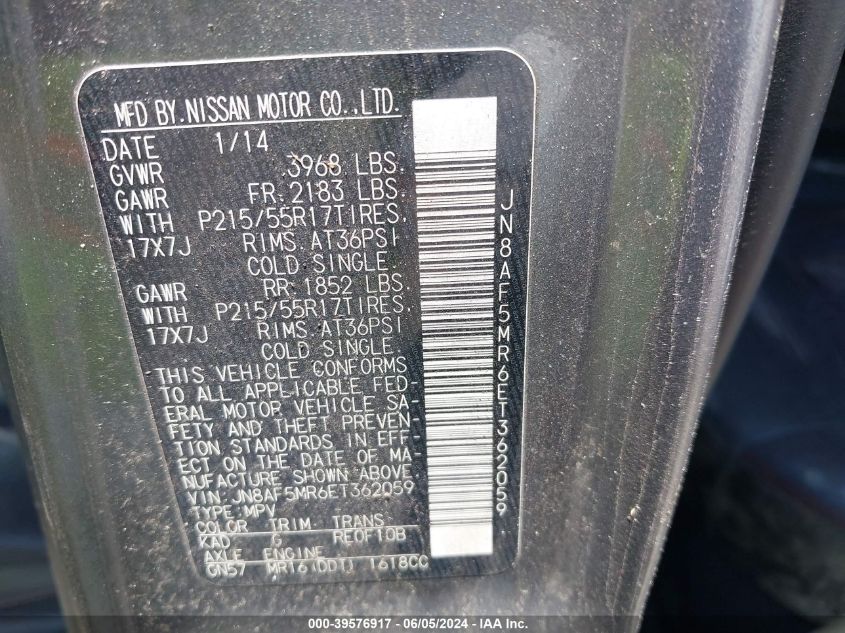 MFD BY.NISSAN MOTOR CO.,LTD.
DATE 1/14
GVWR 3968 LBS.
GAWR FR.2183 LBS.
WITH P215/55R17TIRES.
17X7J RIMS.AT36PSI
COLD SINGLE.
GAWR RR.1852 LBS.
WITH P215/55R17TIRES.
17X7J RIMS.AT36PSI
COLD SINGLE
THIS VEHICLE CONFORMS
TO ALL APPLICABLE FED-
ERAL MOTOR VEHICLE SA-
FETY AND THEFT PREVEN-
TION STANDARDS IN EFF-
ECT ON THE DATE OF MA-
NUFACTURE SHOWN ABOVE.
VIN: JN8AF5MR6ET362059
TYPE: MPV
COLOR TRIM TRANS
KAD G RE0F10B
AXLE ENGINE
GN57 MR16(DDT) 1618CC
JN8AF5MR6ET362059
000-39576917 - 06/05/2024 - IAA Inc.